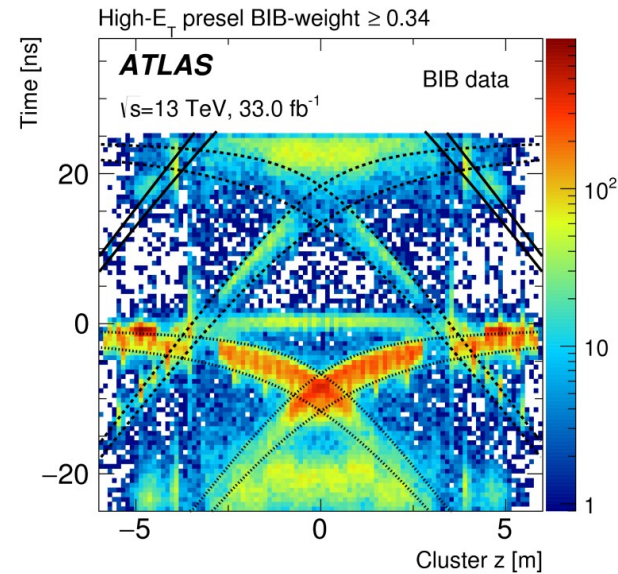 High-E_T presel BIB-weight ≥ 0.34
Time [ns]
ATLAS
BIB data
√s=13 TeV, 33.0 fb⁻¹
20
0
−20
−5
0
5
Cluster z [m]
10²
10
1